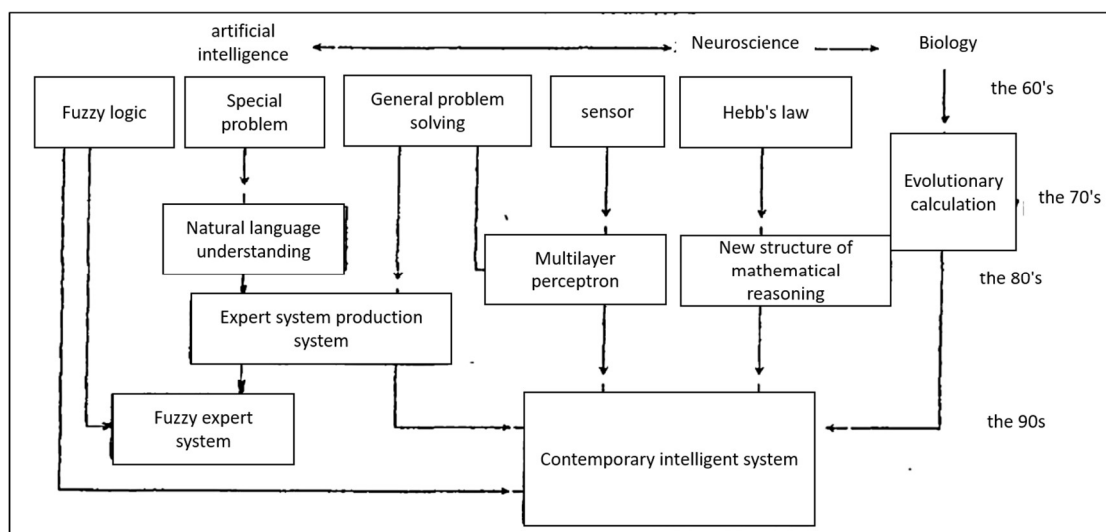 artificial
intelligence
Neuroscience
Biology
the 60's
Fuzzy logic
Special
problem
General problem
solving
sensor
Hebb's law
Evolutionary
calculation
the 70's
Natural language
understanding
Multilayer
perceptron
New structure of
mathematical
reasoning
the 80's
Expert system production
system
Fuzzy expert
system
the 90s
Contemporary intelligent system